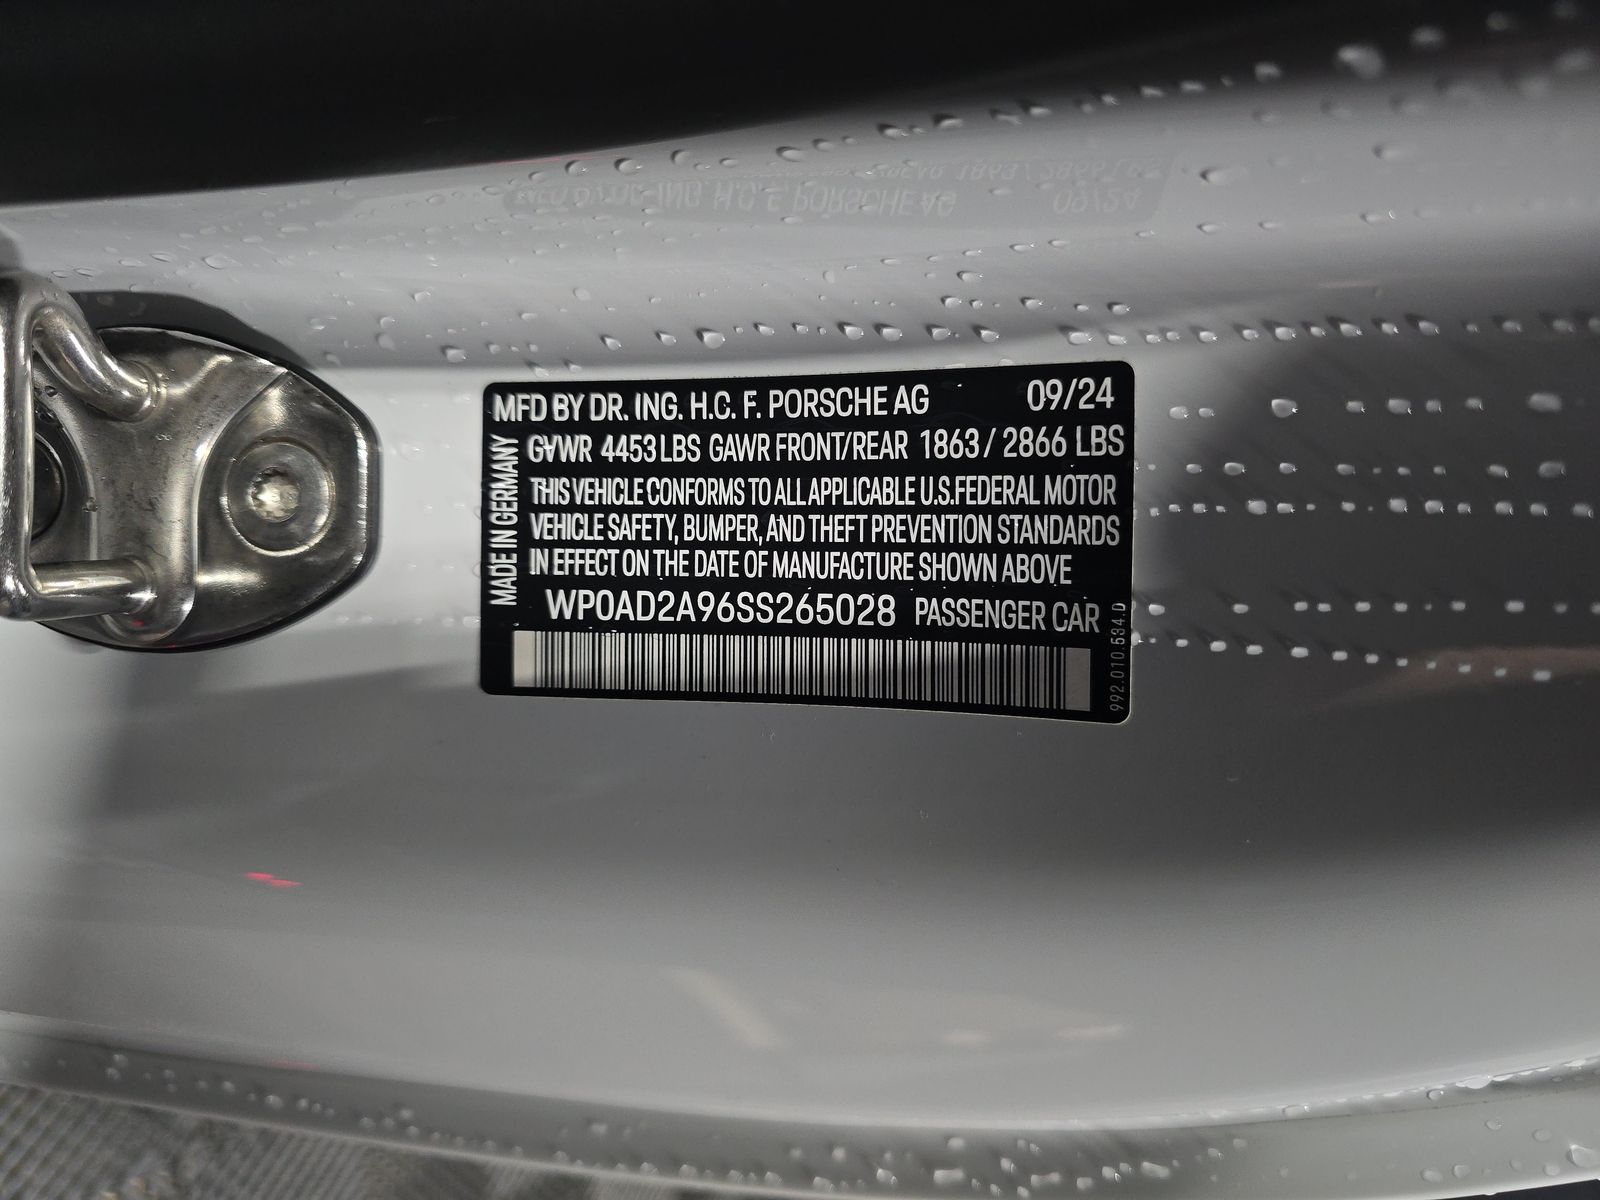 MFD BY DR. ING. H.C. F. PORSCHE AG 09/24
GVWR 4453 LBS GAWR FRONT/REAR 1863 / 2866 LBS
THIS VEHICLE CONFORMS TO ALL APPLICABLE U.S. FEDERAL MOTOR
VEHICLE SAFETY, BUMPER, AND THEFT PREVENTION STANDARDS
IN EFFECT ON THE DATE OF MANUFACTURE SHOWN ABOVE
WP0AD2A96SS265028 PASSENGER CAR
MADE IN GERMANY
992.010.534.D